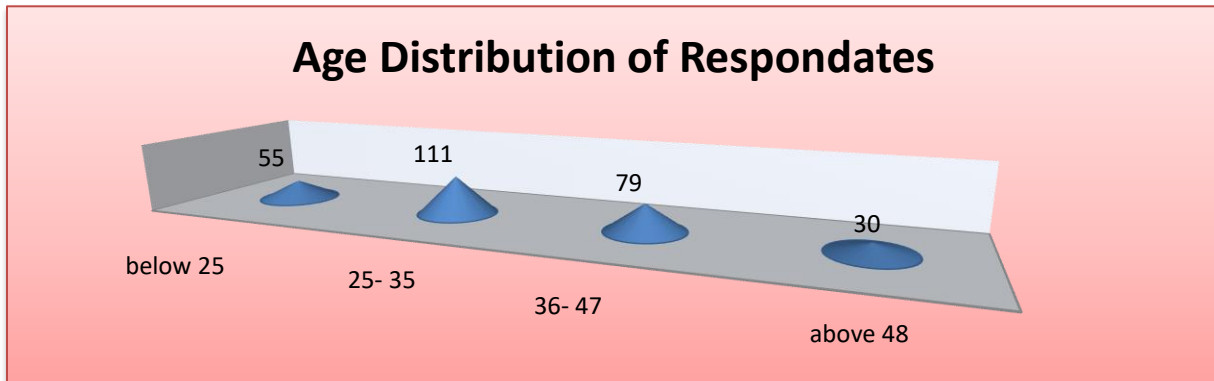 Age Distribution of Respondates
55
111
79
30
below 25
25- 35
36- 47
above 48